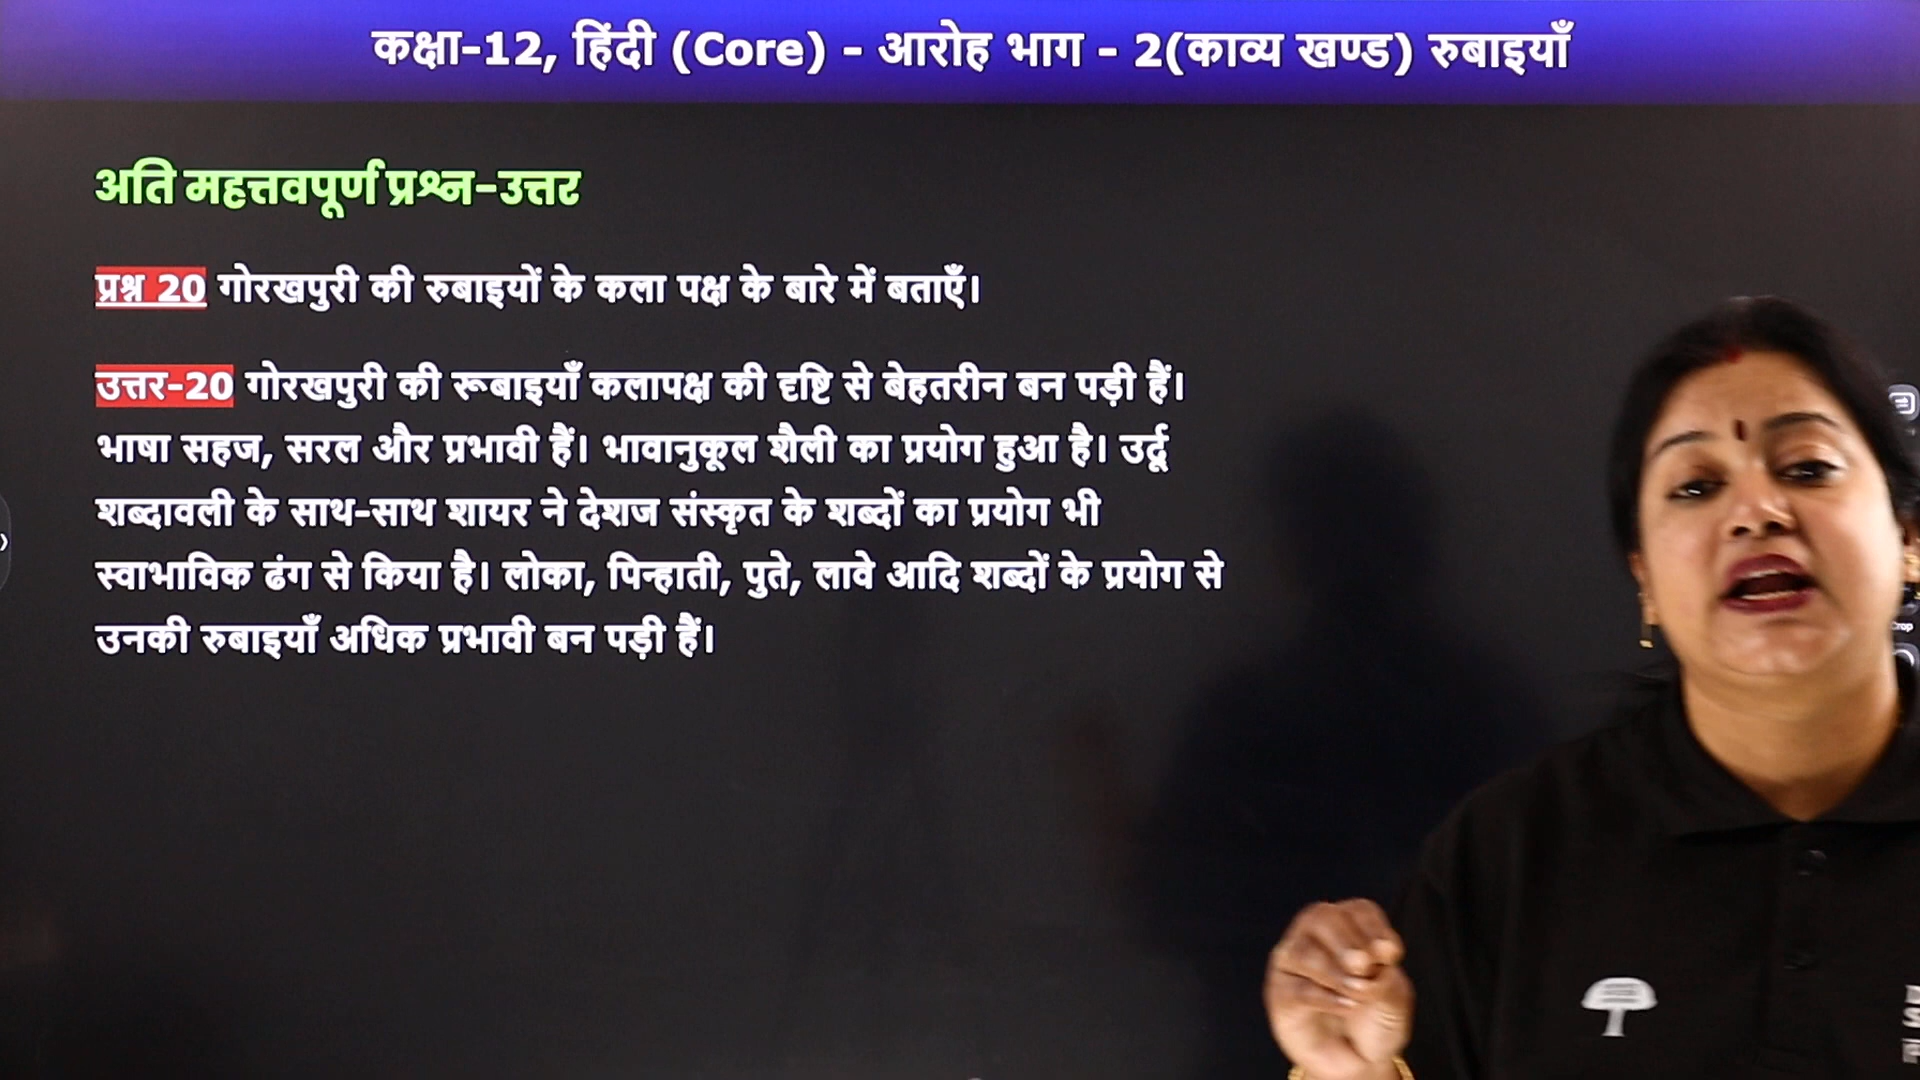 कक्षा-12, हिंदी (Core) - आरोह भाग - 2(काव्य खण्ड) रुबाइयाँ
अति महत्तवपूर्ण प्रश्न-उत्तर
प्रश्न 20 गोरखपुरी की रुबाइयों के कला पक्ष के बारे में बताएँ।
उत्तर-20 गोरखपुरी की रूबाइयाँ कलापक्ष की दृष्टि से बेहतरीन बन पड़ी हैं।
भाषा सहज, सरल और प्रभावी हैं। भावानुकूल शैली का प्रयोग हुआ है। उर्दू
शब्दावली के साथ-साथ शायर ने देशज संस्कृत के शब्दों का प्रयोग भी
स्वाभाविक ढंग से किया है। लोका, पिन्हाती, पुते, लावे आदि शब्दों के प्रयोग से
उनकी रुबाइयाँ अधिक प्रभावी बन पड़ी हैं।